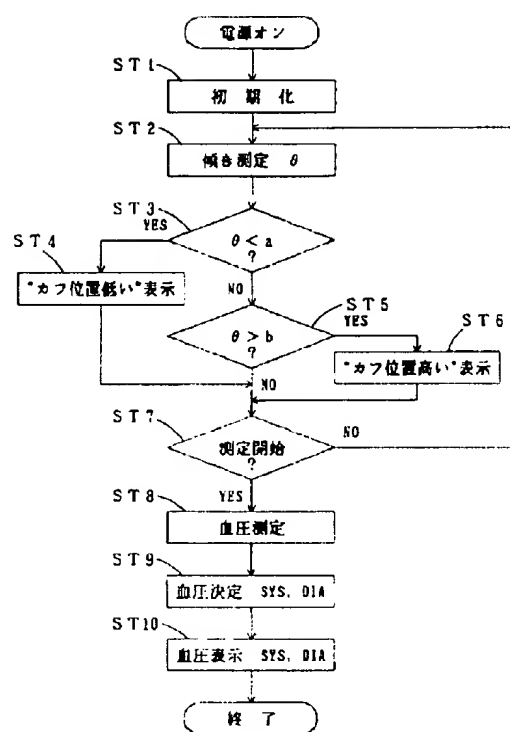 電源オン
ST1
初期化
ST2
傾き測定 θ
ST3
YES
θ<a
?
ST4
"カフ位置低い"表示
NO
ST5
YES
θ>b
?
ST6
"カフ位置高い"表示
NO
ST7
測定開始
?
NO
YES
ST8
血圧測定
ST9
血圧決定 SYS, DIA
ST10
血圧表示 SYS, DIA
終了